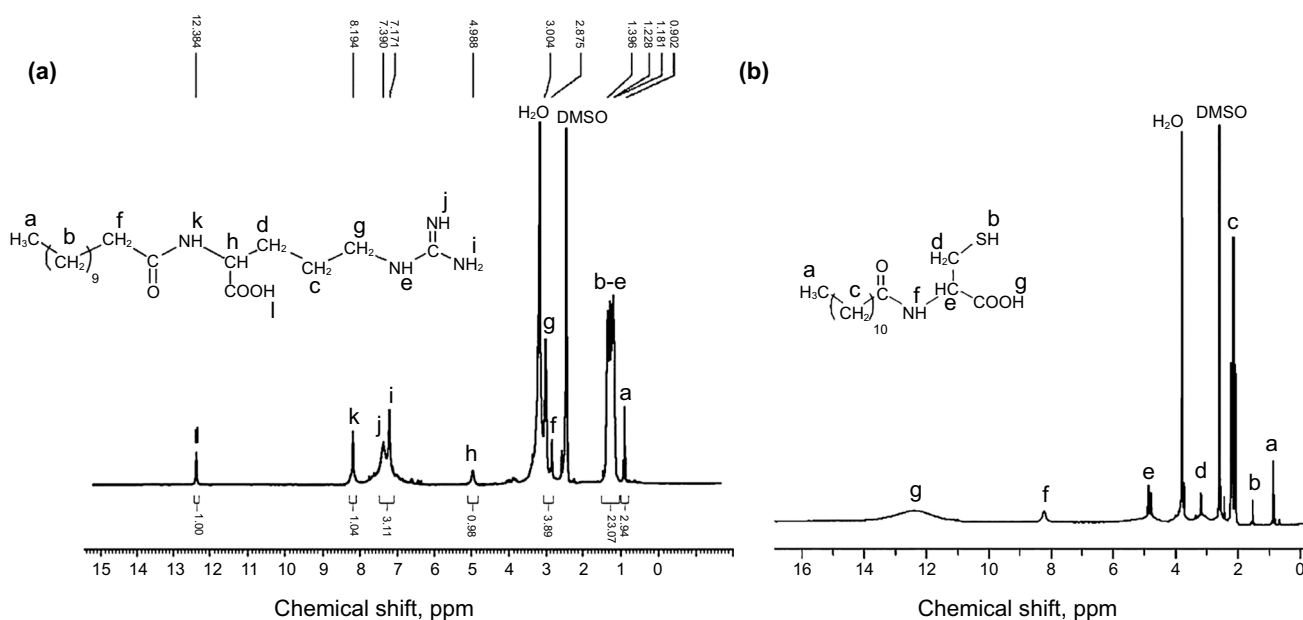 (a)
12.384
8.194
7.390
7.171
4.988
3.004
2.875
1.396
1.228
1.181
0.902
H₂O
DMSO
j
a b f k d g NH i
H₃C (CH₂)₉ CH₂ C O NH h CH₂ CH₂ c CH₂ NH e C NH₂
COOH l
b-e
g
k
j
i
h
f
a
1.00
1.04
3.11
0.98
3.89
23.07
2.94
15 14 13 12 11 10 9 8 7 6 5 4 3 2 1 0
Chemical shift, ppm
(b)
H₂O
DMSO
b
d SH
CH₂
a c O
H₃C (CH₂)₁₀ C f NH CH e COOH g
c
g
f
e
d
b
a
16 14 12 10 8 6 4 2 0
Chemical shift, ppm